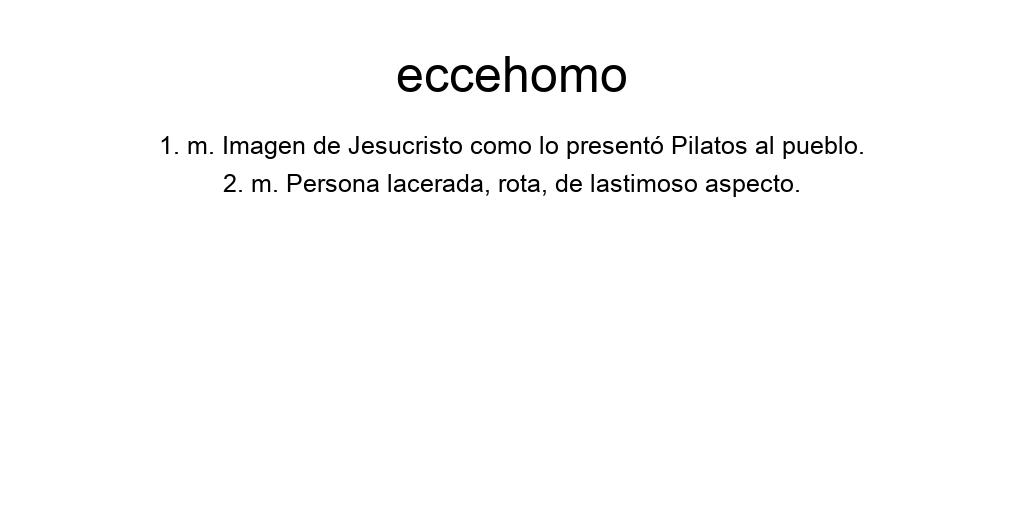 eccehomo
1. m. Imagen de Jesucristo como lo presentó Pilatos al pueblo.
2. m. Persona lacerada, rota, de lastimoso aspecto.